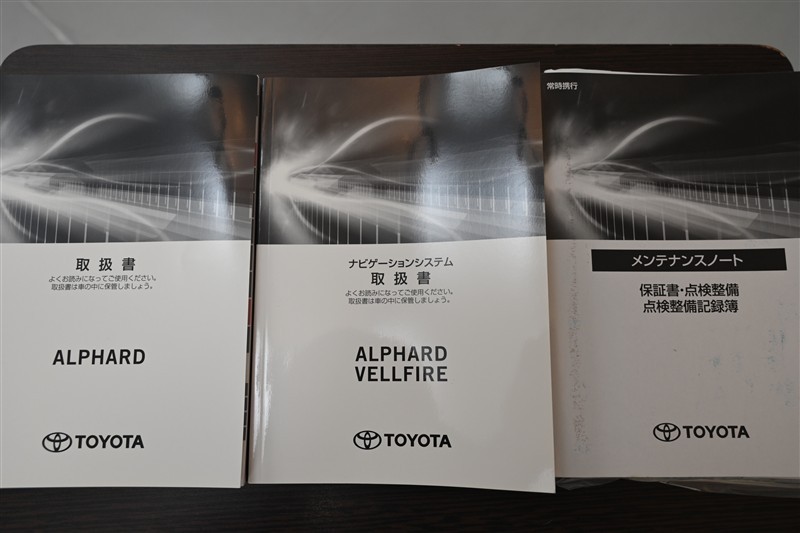 取扱書
よくお読みになってご使用ください。
取扱書は車の中に保管しましょう。
ALPHARD
TOYOTA
ナビゲーションシステム
取扱書
よくお読みになってご使用ください。
取扱書は車の中に保管しましょう。
ALPHARD
VELLFIRE
TOYOTA
常時携行
メンテナンスノート
保証書・点検整備
点検整備記録簿
TOYOTA